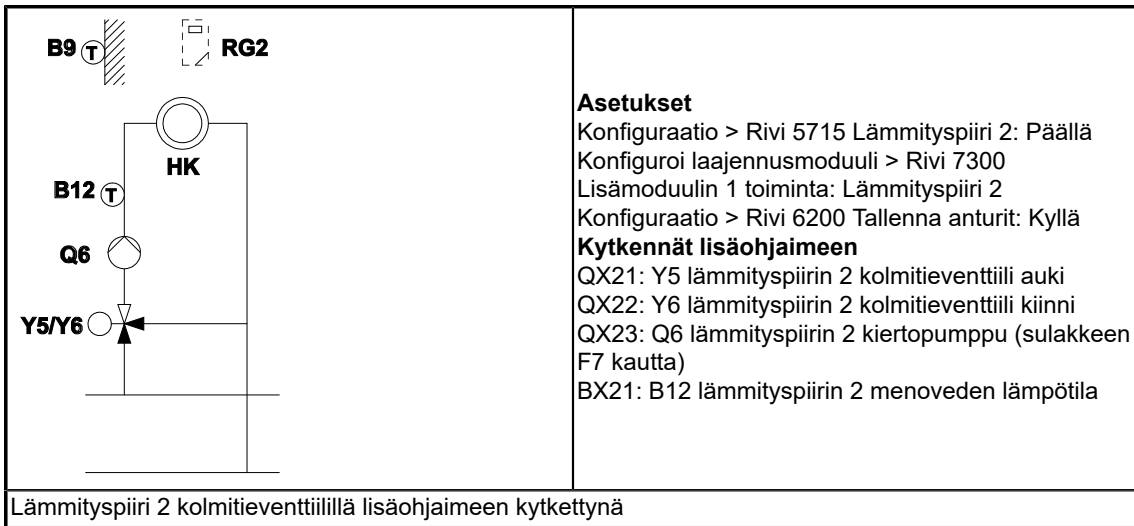 B9 T
RG2
HK
B12 T
Q6
Y5/Y6
Asetukset
Konfiguraatio > Rivi 5715 Lämmityspiiri 2: Päällä
Konfiguroi laajennusmoduuli > Rivi 7300
Lisämoduulin 1 toiminta: Lämmityspiiri 2
Konfiguraatio > Rivi 6200 Tallenna anturit: Kyllä
Kytkennät lisäohjaimeen
QX21: Y5 lämmityspiirin 2 kolmitieventtiili auki
QX22: Y6 lämmityspiirin 2 kolmitieventtiili kiinni
QX23: Q6 lämmityspiirin 2 kiertopumppu (sulakkeen
F7 kautta)
BX21: B12 lämmityspiirin 2 menoveden lämpötila
Lämmityspiiri 2 kolmitieventtiilillä lisäohjaimeen kytkettynä